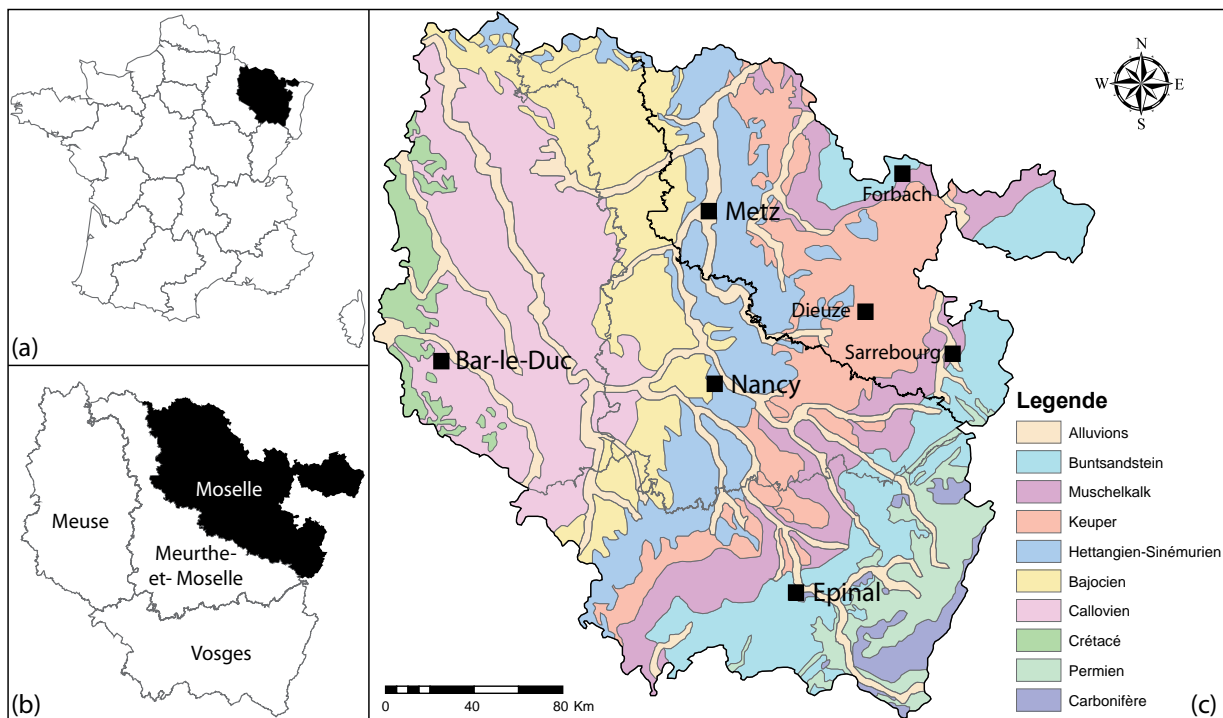 (a)
(b)
Meuse
Moselle
Meurthe-
et- Moselle
Vosges
(c)
N
W
E
S
Metz
Forbach
Dieuze
Sarrebourg
Bar-le-Duc
Nancy
Epinal
0 40 80 Km
Legende
Alluvions
Buntsandstein
Muschelkalk
Keuper
Hettangien-Sinémurien
Bajocien
Callovien
Crétacé
Permien
Carbonifère